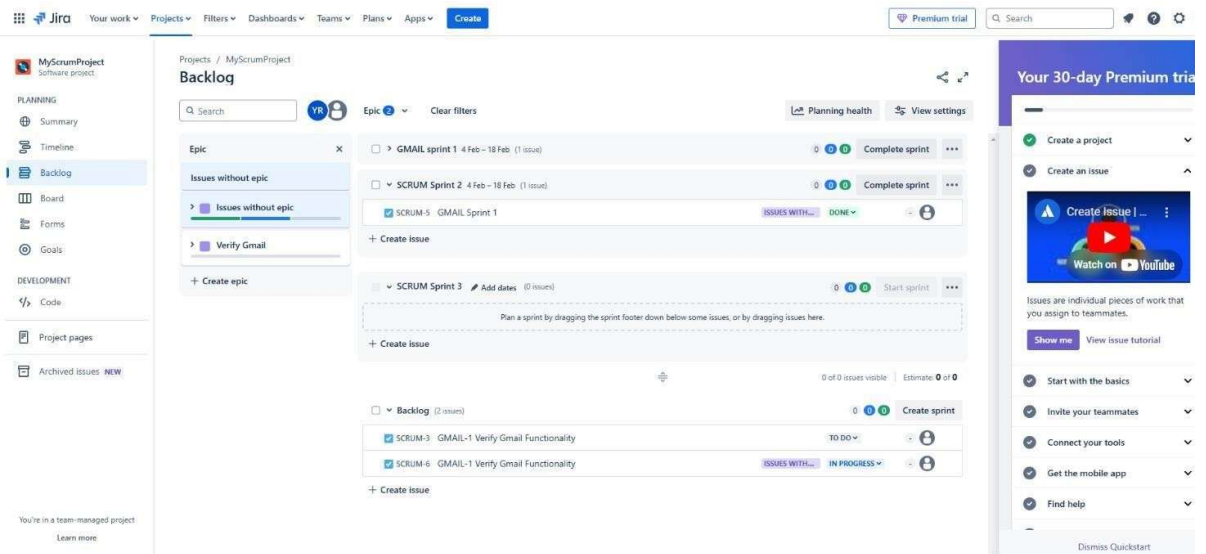 Jira Your work Projects Filters Dashboards Teams Plans Apps Create Premium trial Search
MyScrumProject
Software project
PLANNING
Summary
Timeline
Backlog
Board
Forms
Goals
DEVELOPMENT
Code
Project pages
Archived issues NEW
You're in a team-managed project
Learn more
Projects / MyScrumProject
Backlog
Search YR Epic 2 Clear filters Planning health View settings
Epic
Issues without epic
Issues without epic
Verify Gmail
+ Create epic
GMAIL sprint 1 4 Feb – 18 Feb (1 issue) 0 0 0 Complete sprint
SCRUM Sprint 2 4 Feb – 18 Feb (1 issue) 0 0 0 Complete sprint
SCRUM-5 GMAIL Sprint 1 ISSUES WITH... DONE -
+ Create issue
SCRUM Sprint 3 Add dates (0 issues) 0 0 0 Start sprint
Plan a sprint by dragging the sprint footer down below some issues, or by dragging issues here.
+ Create issue
0 of 0 issues visible Estimate: 0 of 0
Backlog (2 issues) 0 0 0 Create sprint
SCRUM-3 GMAIL-1 Verify Gmail Functionality TO DO -
SCRUM-6 GMAIL-1 Verify Gmail Functionality ISSUES WITH... IN PROGRESS -
+ Create issue
Your 30-day Premium tria
Create a project
Create an issue
Create Issue | ...
Watch on YouTube
Issues are individual pieces of work that
you assign to teammates.
Show me View issue tutorial
Start with the basics
Invite your teammates
Connect your tools
Get the mobile app
Find help
Dismiss Quickstart